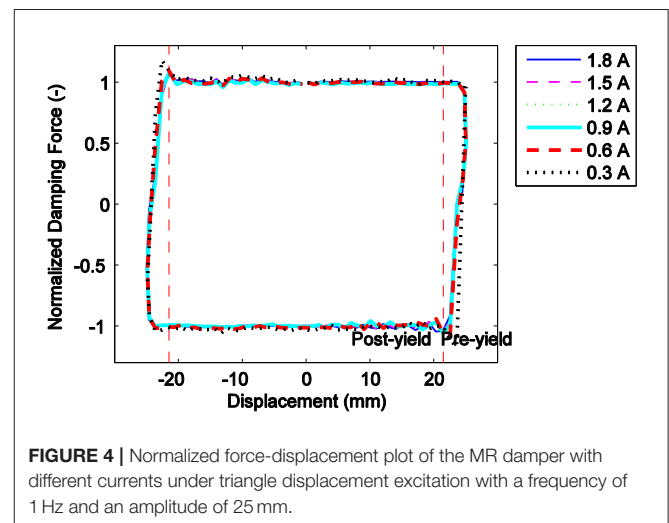 1
0.5
0
-0.5
-1
Normalized Damping Force (-)
Post-yield Pre-yield
-20 -10 0 10 20
Displacement (mm)
1.8 A
1.5 A
1.2 A
0.9 A
0.6 A
0.3 A
FIGURE 4 | Normalized force-displacement plot of the MR damper with
different currents under triangle displacement excitation with a frequency of
1 Hz and an amplitude of 25 mm.